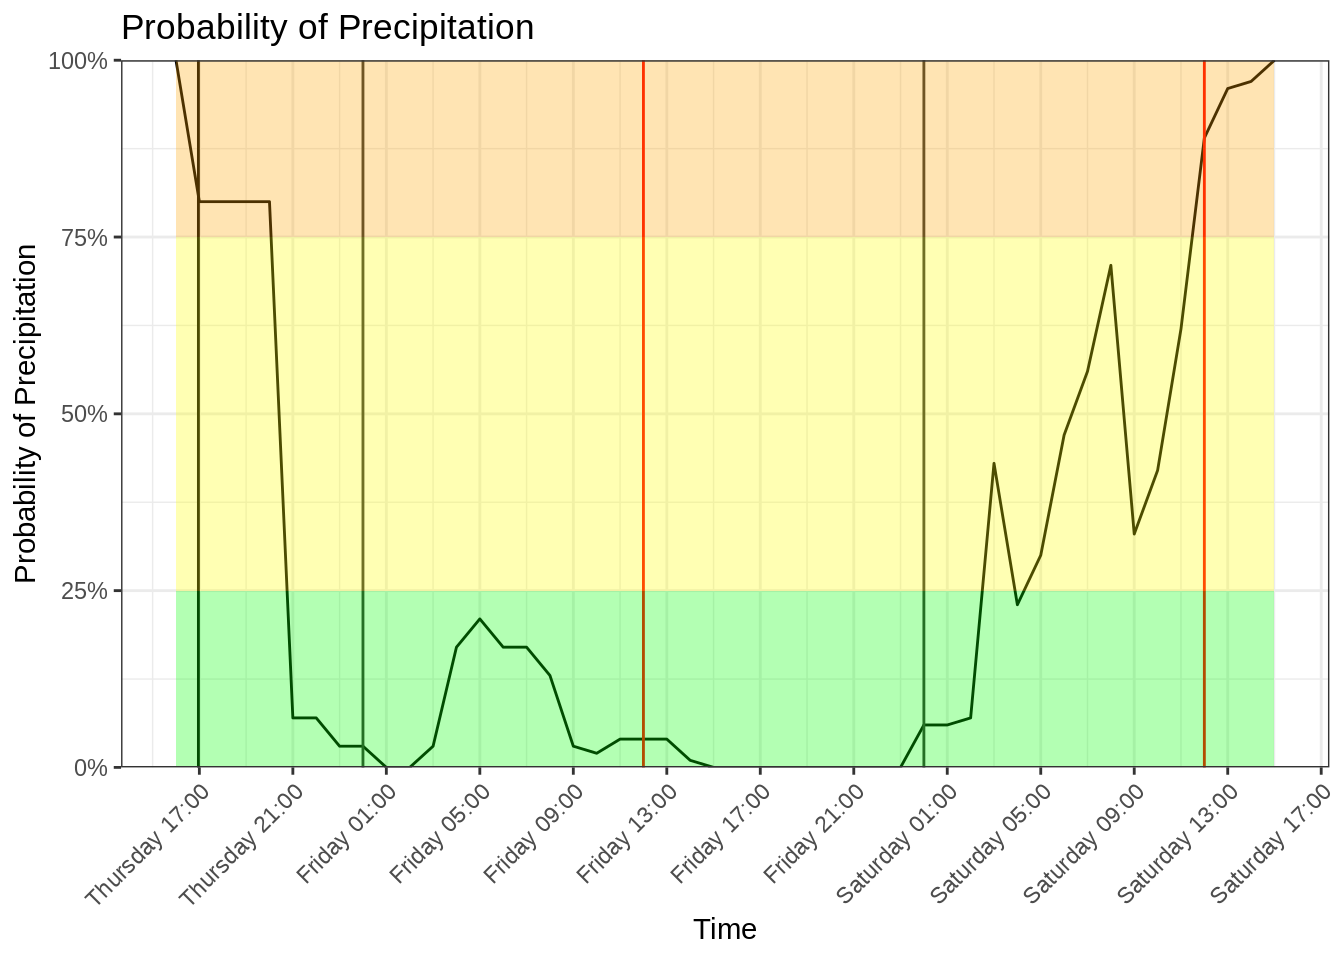 Probability of Precipitation
Probability of Precipitation
100%
75%
50%
25%
0%
Thursday 17:00
Thursday 21:00
Friday 01:00
Friday 05:00
Friday 09:00
Friday 13:00
Friday 17:00
Friday 21:00
Saturday 01:00
Saturday 05:00
Saturday 09:00
Saturday 13:00
Saturday 17:00
Time